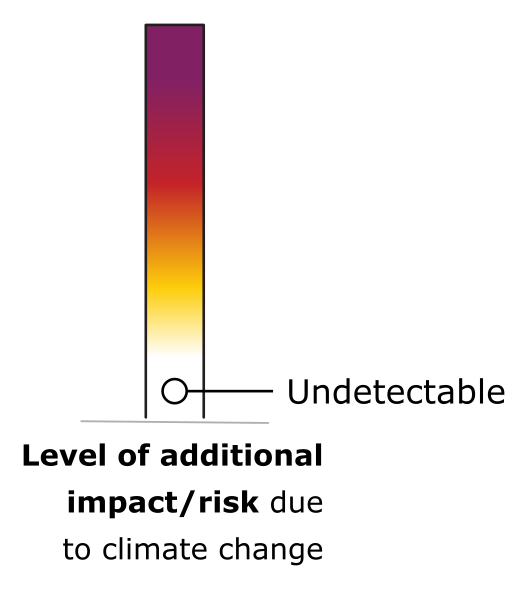 Undetectable
Level of additional
impact/risk due
to climate change